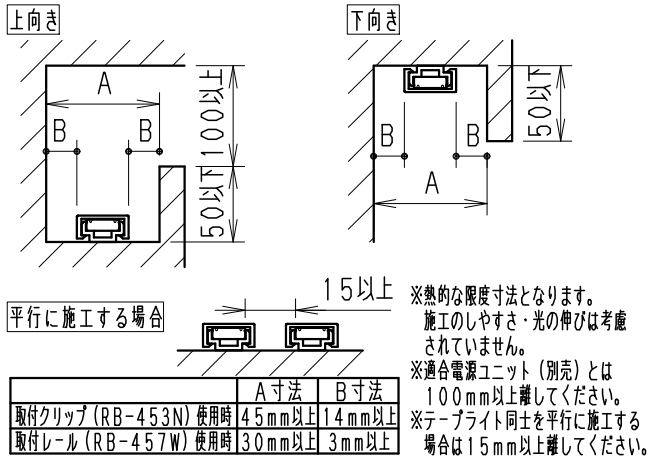 上向き
A
B
B
100以上
50以下
下向き
B
B
A
50以下
平行に施工する場合
15以上
A寸法 B寸法
取付クリップ(RB-453N)使用時 45mm以上 14mm以上
取付レール(RB-457W)使用時 30mm以上 3mm以上
※熱的な限度寸法となります。
施工のしやすさ・光の伸びは考慮
されていません。
※適合電源ユニット(別売)とは
100mm以上離してください。
※テープライト同士を平行に施工する
場合は15mm以上離してください。